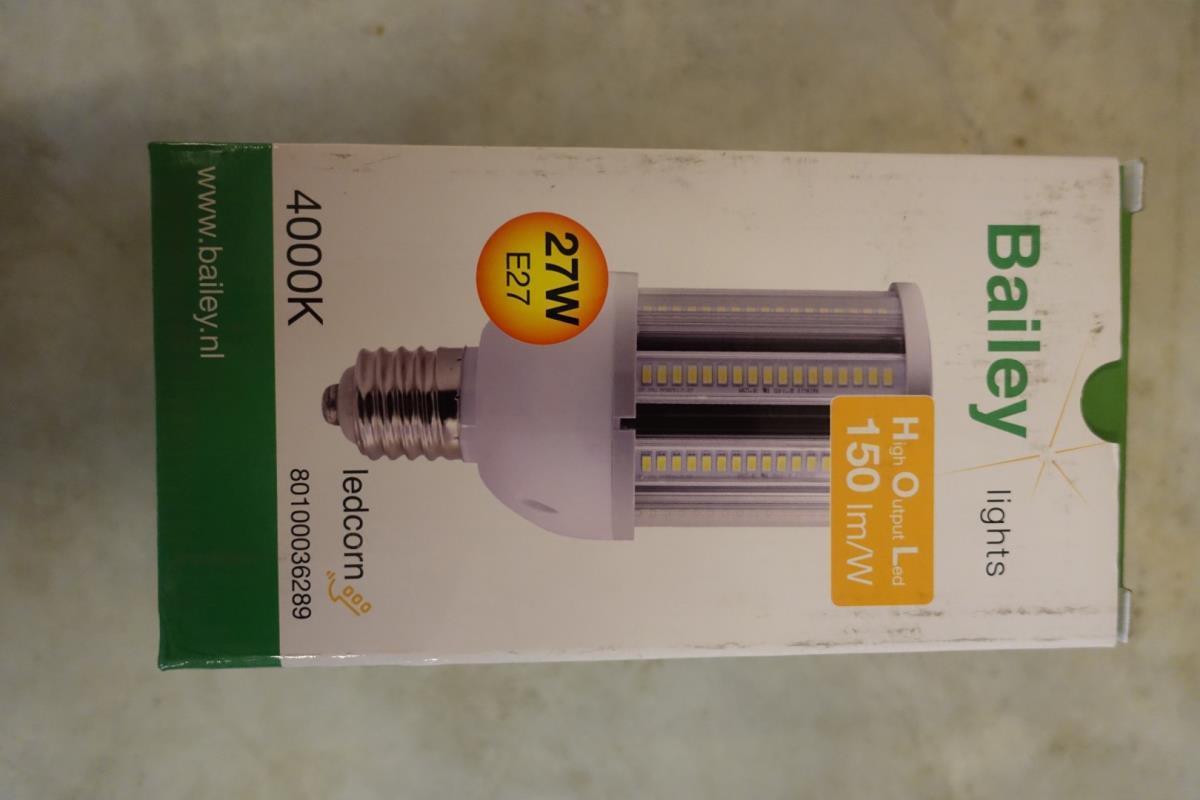 Bailey
lights
High Output Led
150 lm/W
27W
E27
ledcorn
4000K
80100036289
www.bailey.nl